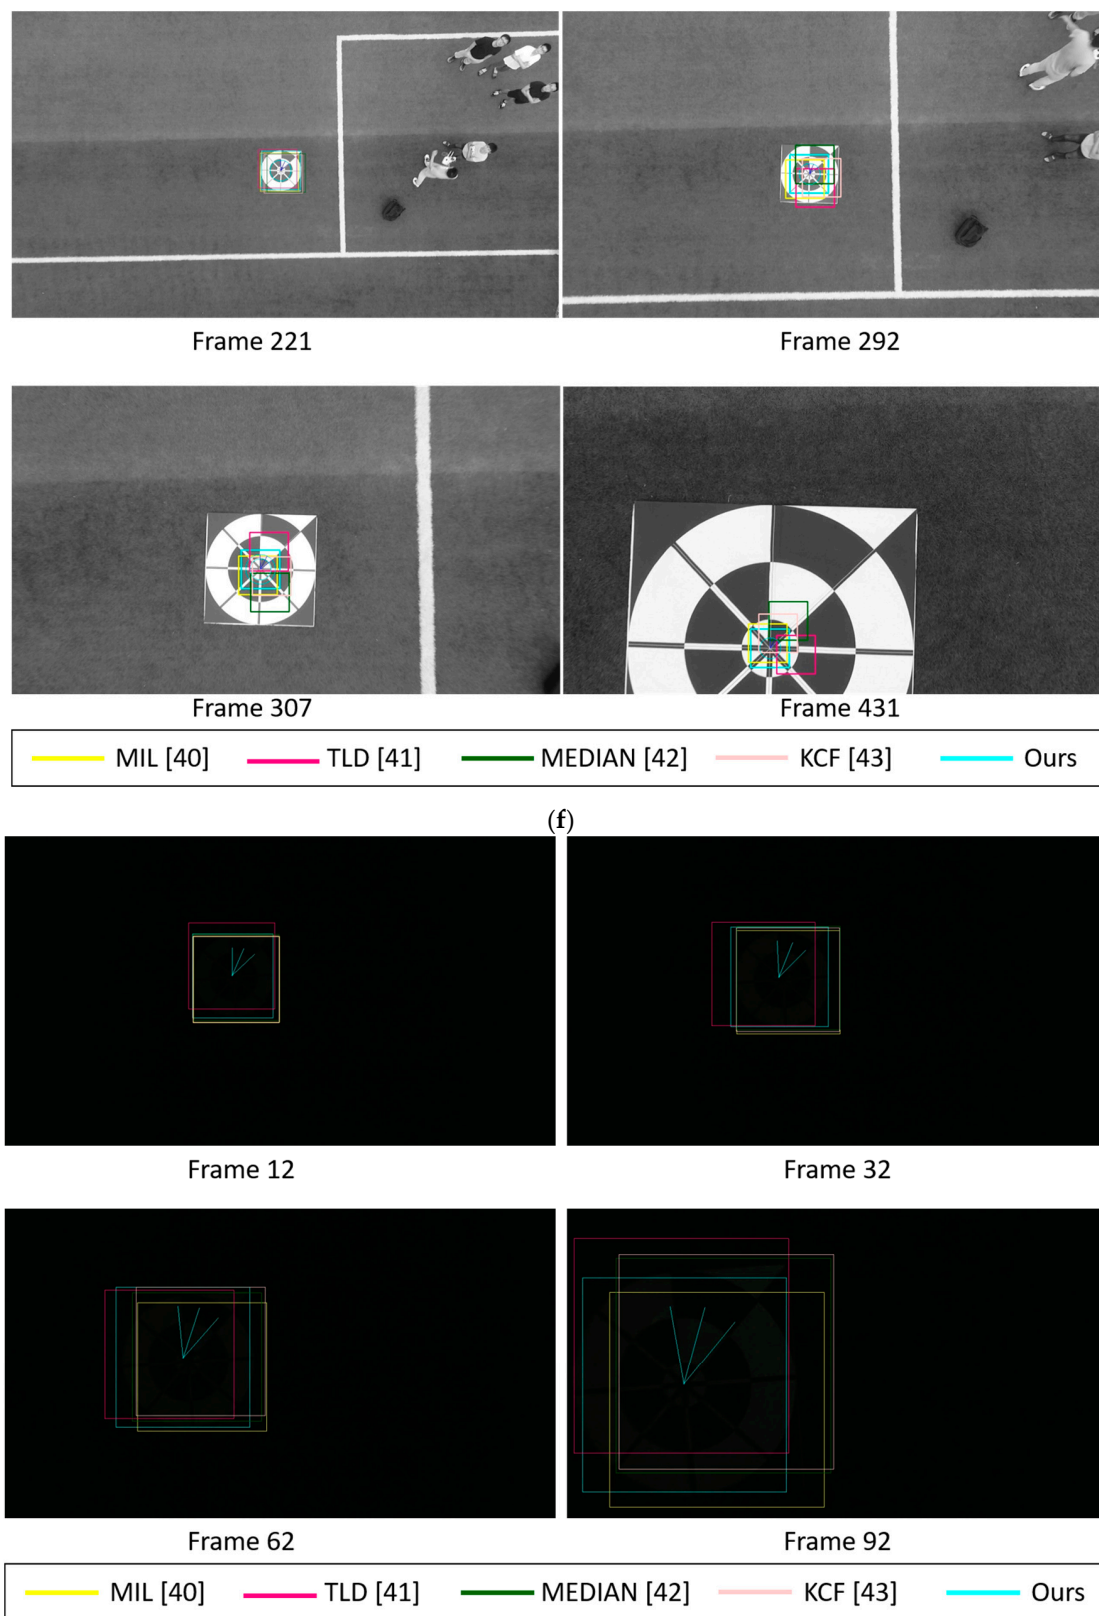 Frame 221 Frame 292
Frame 307 Frame 431
MIL [40] TLD [41] MEDIAN [42] KCF [43] Ours
(f)
Frame 12 Frame 32
Frame 62 Frame 92
MIL [40] TLD [41] MEDIAN [42] KCF [43] Ours